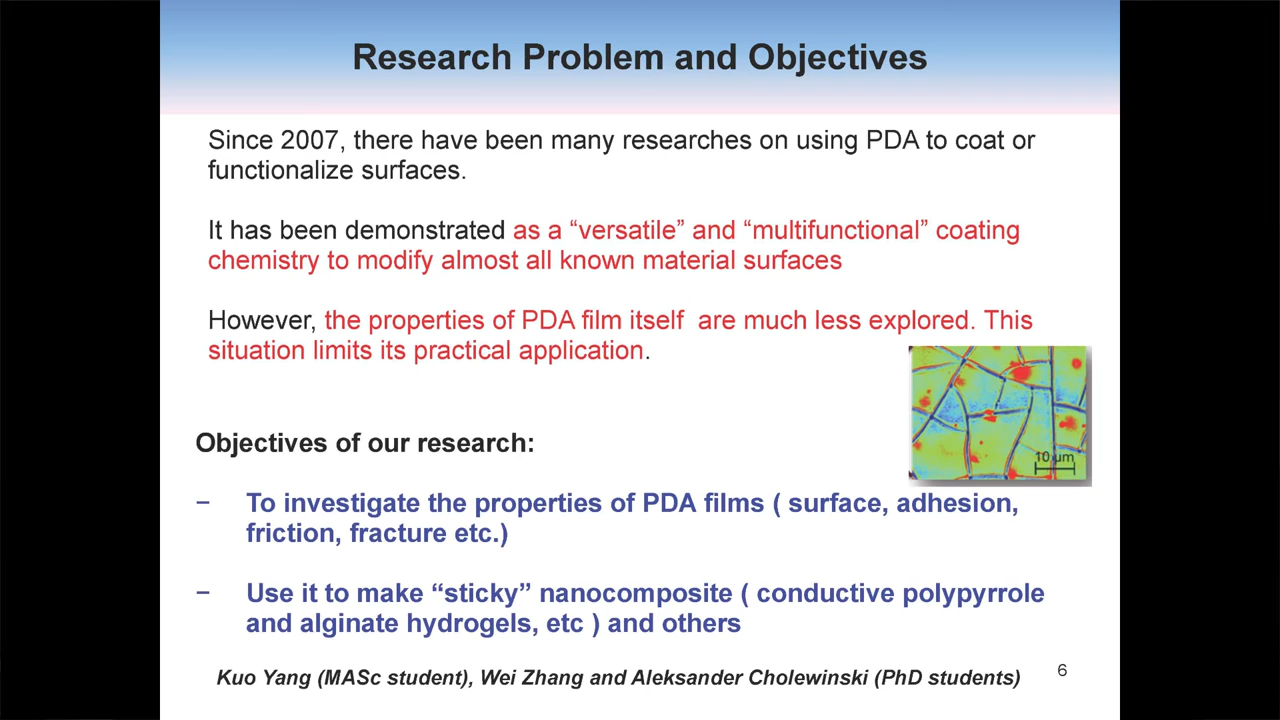 Research Problem and Objectives
Since 2007, there have been many researches on using PDA to coat or
functionalize surfaces.
It has been demonstrated as a “versatile” and “multifunctional” coating
chemistry to modify almost all known material surfaces
However, the properties of PDA film itself  are much less explored. This
situation limits its practical application.
10 µm
Objectives of our research:
− To investigate the properties of PDA films ( surface, adhesion,
friction, fracture etc.)
− Use it to make “sticky” nanocomposite ( conductive polypyrrole
and alginate hydrogels, etc ) and others
Kuo Yang (MASc student), Wei Zhang and Aleksander Cholewinski (PhD students)
6